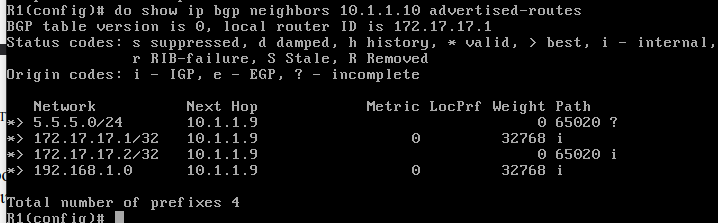 R1(config)# do show ip bgp neighbors 10.1.1.10 advertised-routes
BGP table version is 0, local router ID is 172.17.17.1
Status codes: s suppressed, d damped, h history, * valid, > best, i - internal,
              r RIB-failure, S Stale, R Removed
Origin codes: i - IGP, e - EGP, ? - incomplete

   Network          Next Hop            Metric LocPrf Weight Path
*> 5.5.5.0/24       10.1.1.9                               0 65020 ?
*> 172.17.17.1/32   10.1.1.9                 0         32768 i
*> 172.17.17.2/32   10.1.1.9                               0 65020 i
*> 192.168.1.0      10.1.1.9                 0         32768 i

Total number of prefixes 4
R1(config)#